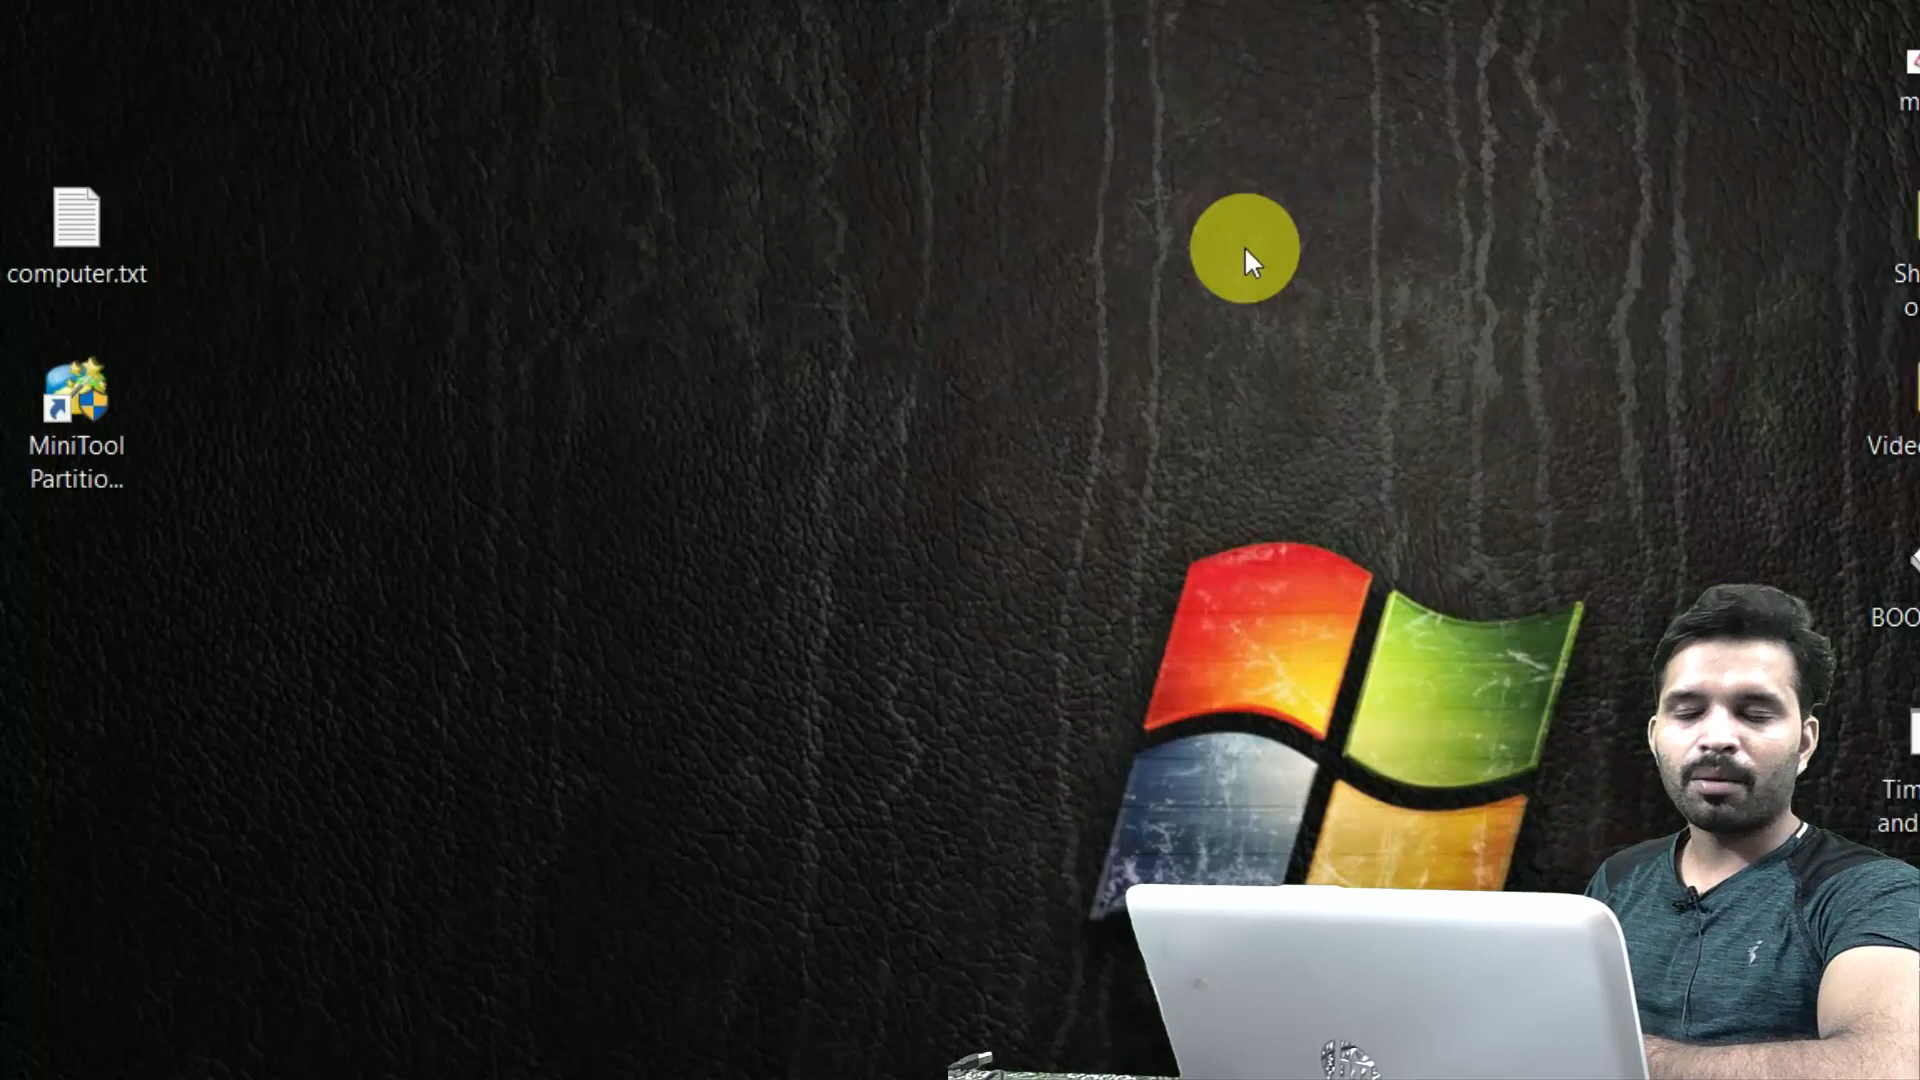 computer.txt
MiniTool
Partitio...
m
Sh
o
Vide
BOO
Tim
and